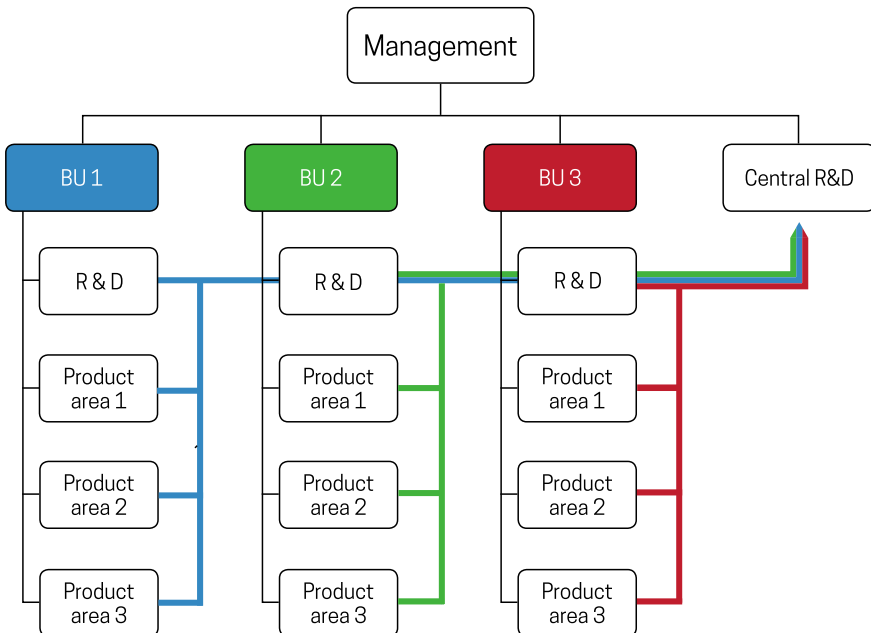 Management
BU 1
BU 2
BU 3
Central R&D
R & D
R & D
R & D
Product
area 1
Product
area 1
Product
area 1
Product
area 2
Product
area 2
Product
area 2
Product
area 3
Product
area 3
Product
area 3